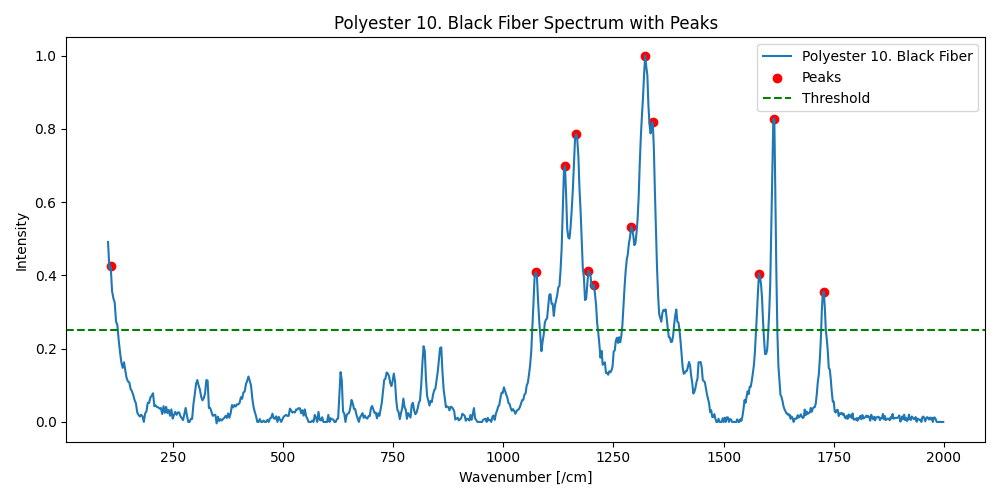 Polyester 10. Black Fiber Spectrum with Peaks
Polyester 10. Black Fiber
Peaks
Threshold
1.0
0.8
0.6
0.4
0.2
0.0
Intensity
250
500
750
1000
1250
1500
1750
2000
Wavenumber [/cm]